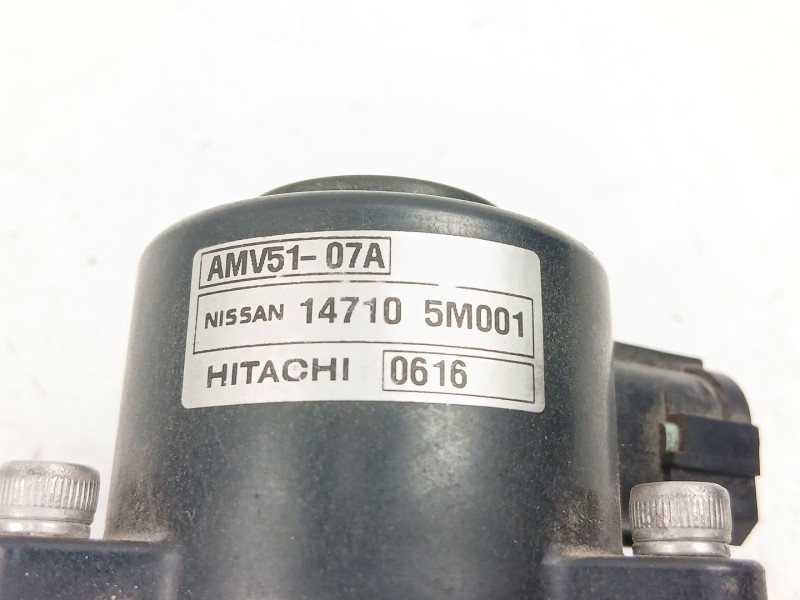 AMV51-07A
NISSAN 14710 5M001
HITACHI 0616